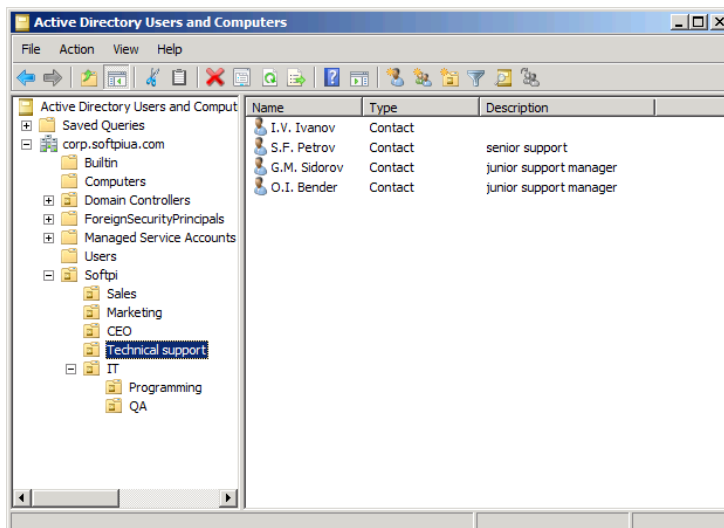 Active Directory Users and Computers
File Action View Help
Active Directory Users and Comput
Saved Queries
corp.softpiua.com
Builtin
Computers
Domain Controllers
ForeignSecurityPrincipals
Managed Service Accounts
Users
Softpi
Sales
Marketing
CEO
Technical support
IT
Programming
QA
Name Type Description
I.V. Ivanov Contact
S.F. Petrov Contact senior support
G.M. Sidorov Contact junior support manager
O.I. Bender Contact junior support manager